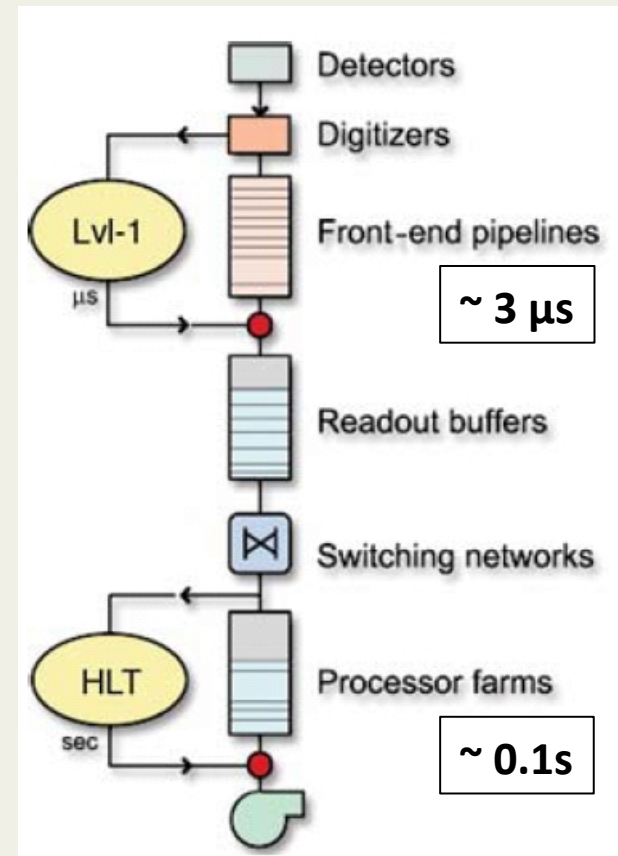 Detectors
Digitizers
Lvl-1
Front-end pipelines
µs
~ 3 µs
Readout buffers
Switching networks
HLT
Processor farms
sec
~ 0.1s